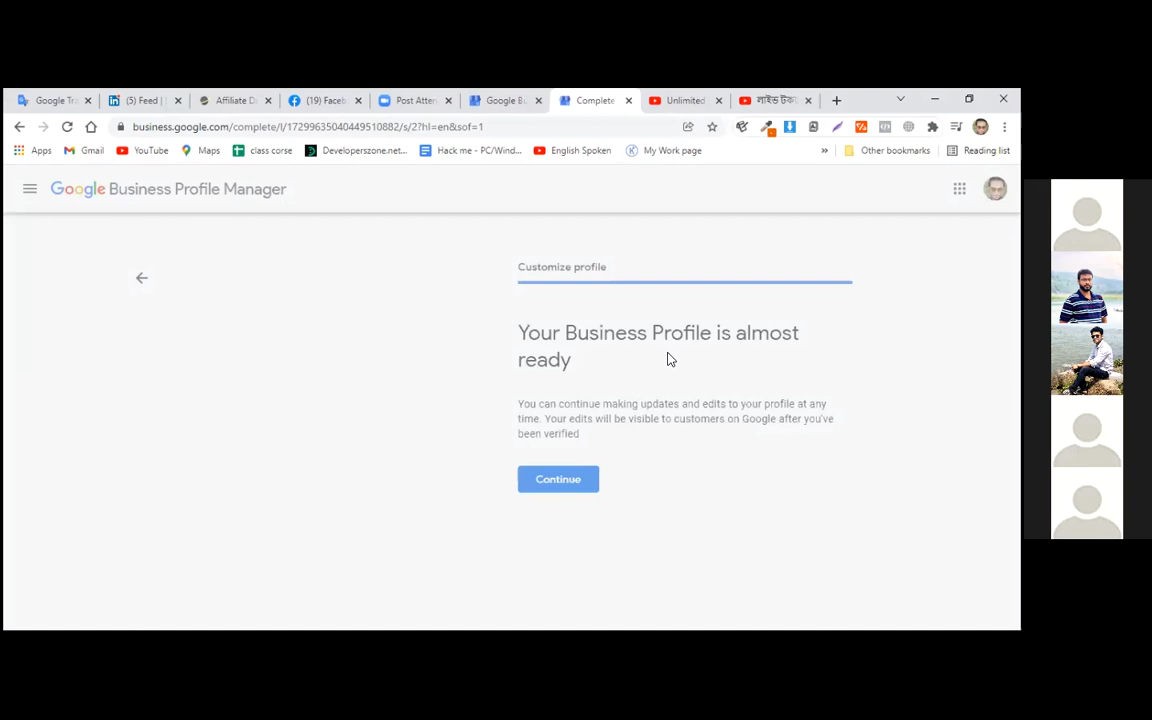 Google Tra
(5) Feed |
Affiliate D
(19) Faceb
Post Atten
Google Bu
Complete
Unlimited
লাইভ টক
business.google.com/complete/l/17299635040449510882/s/2?hl=en&sof=1
Apps
Gmail
YouTube
Maps
class corse
Developerszone.net...
Hack me - PC/Wind...
English Spoken
My Work page
»
Other bookmarks
Reading list
Google Business Profile Manager
Customize profile
Your Business Profile is almost
ready
You can continue making updates and edits to your profile at any
time. Your edits will be visible to customers on Google after you've
been verified
Continue